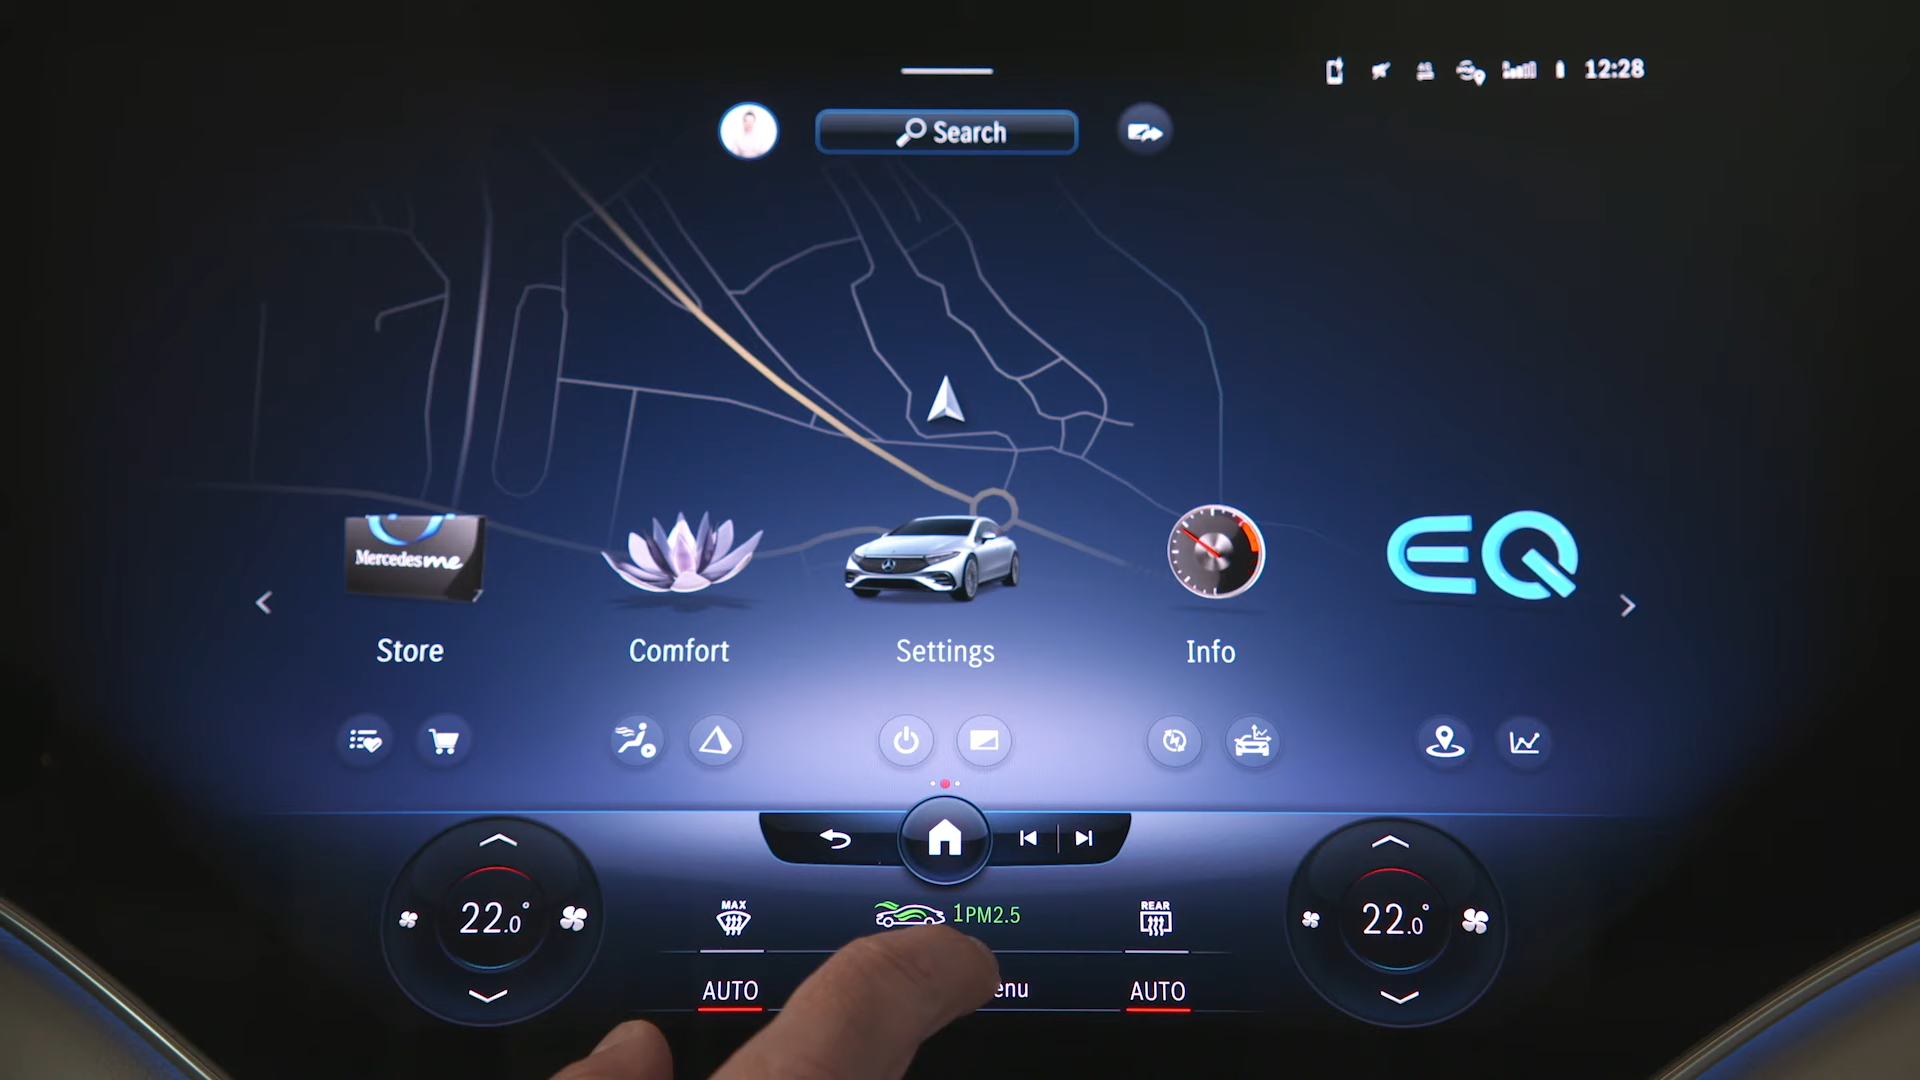 12:28
Search
Mercedes me
EQ
Store
Comfort
Settings
Info
22.0°
MAX
1PM2.5
REAR
22.0°
AUTO
enu
AUTO